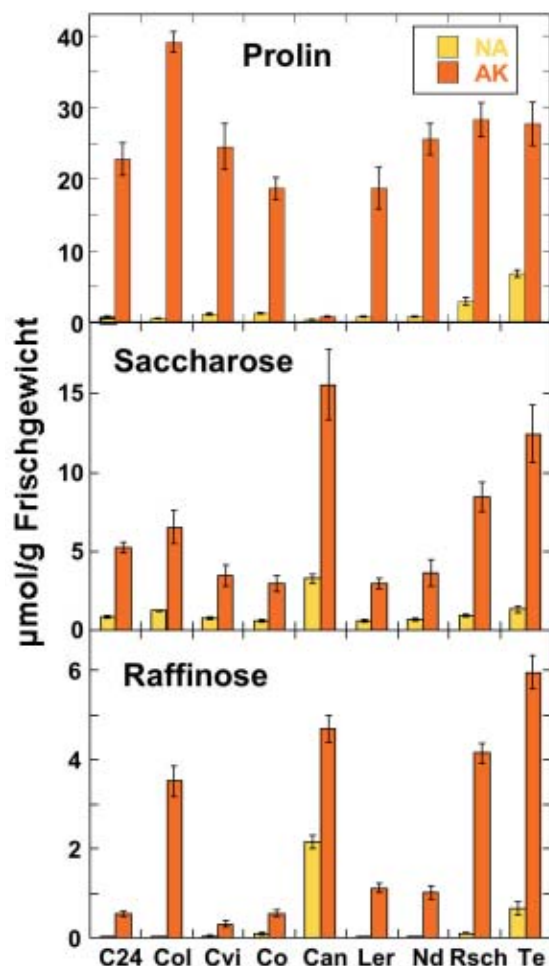 Prolin
NA
AK
40
30
20
10
0
µmol/g Frischgewicht
Saccharose
15
10
5
0
Raffinose
6
4
2
0
C24 Col Cvi Co Can Ler Nd Rsch Te